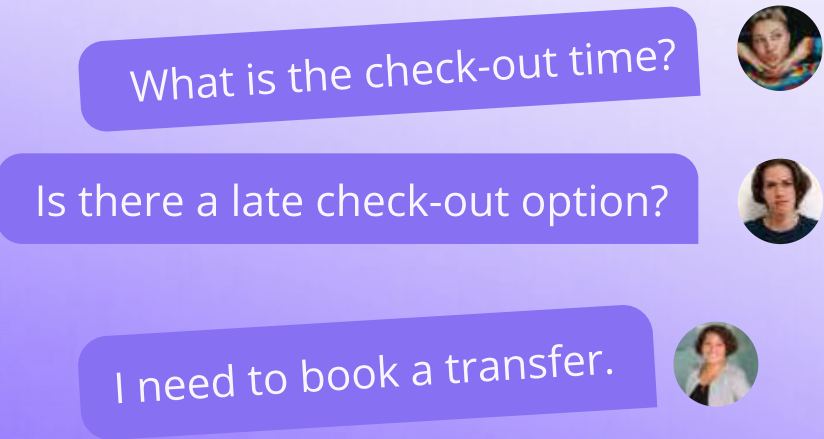 What is the check-out time?
Is there a late check-out option?
I need to book a transfer.